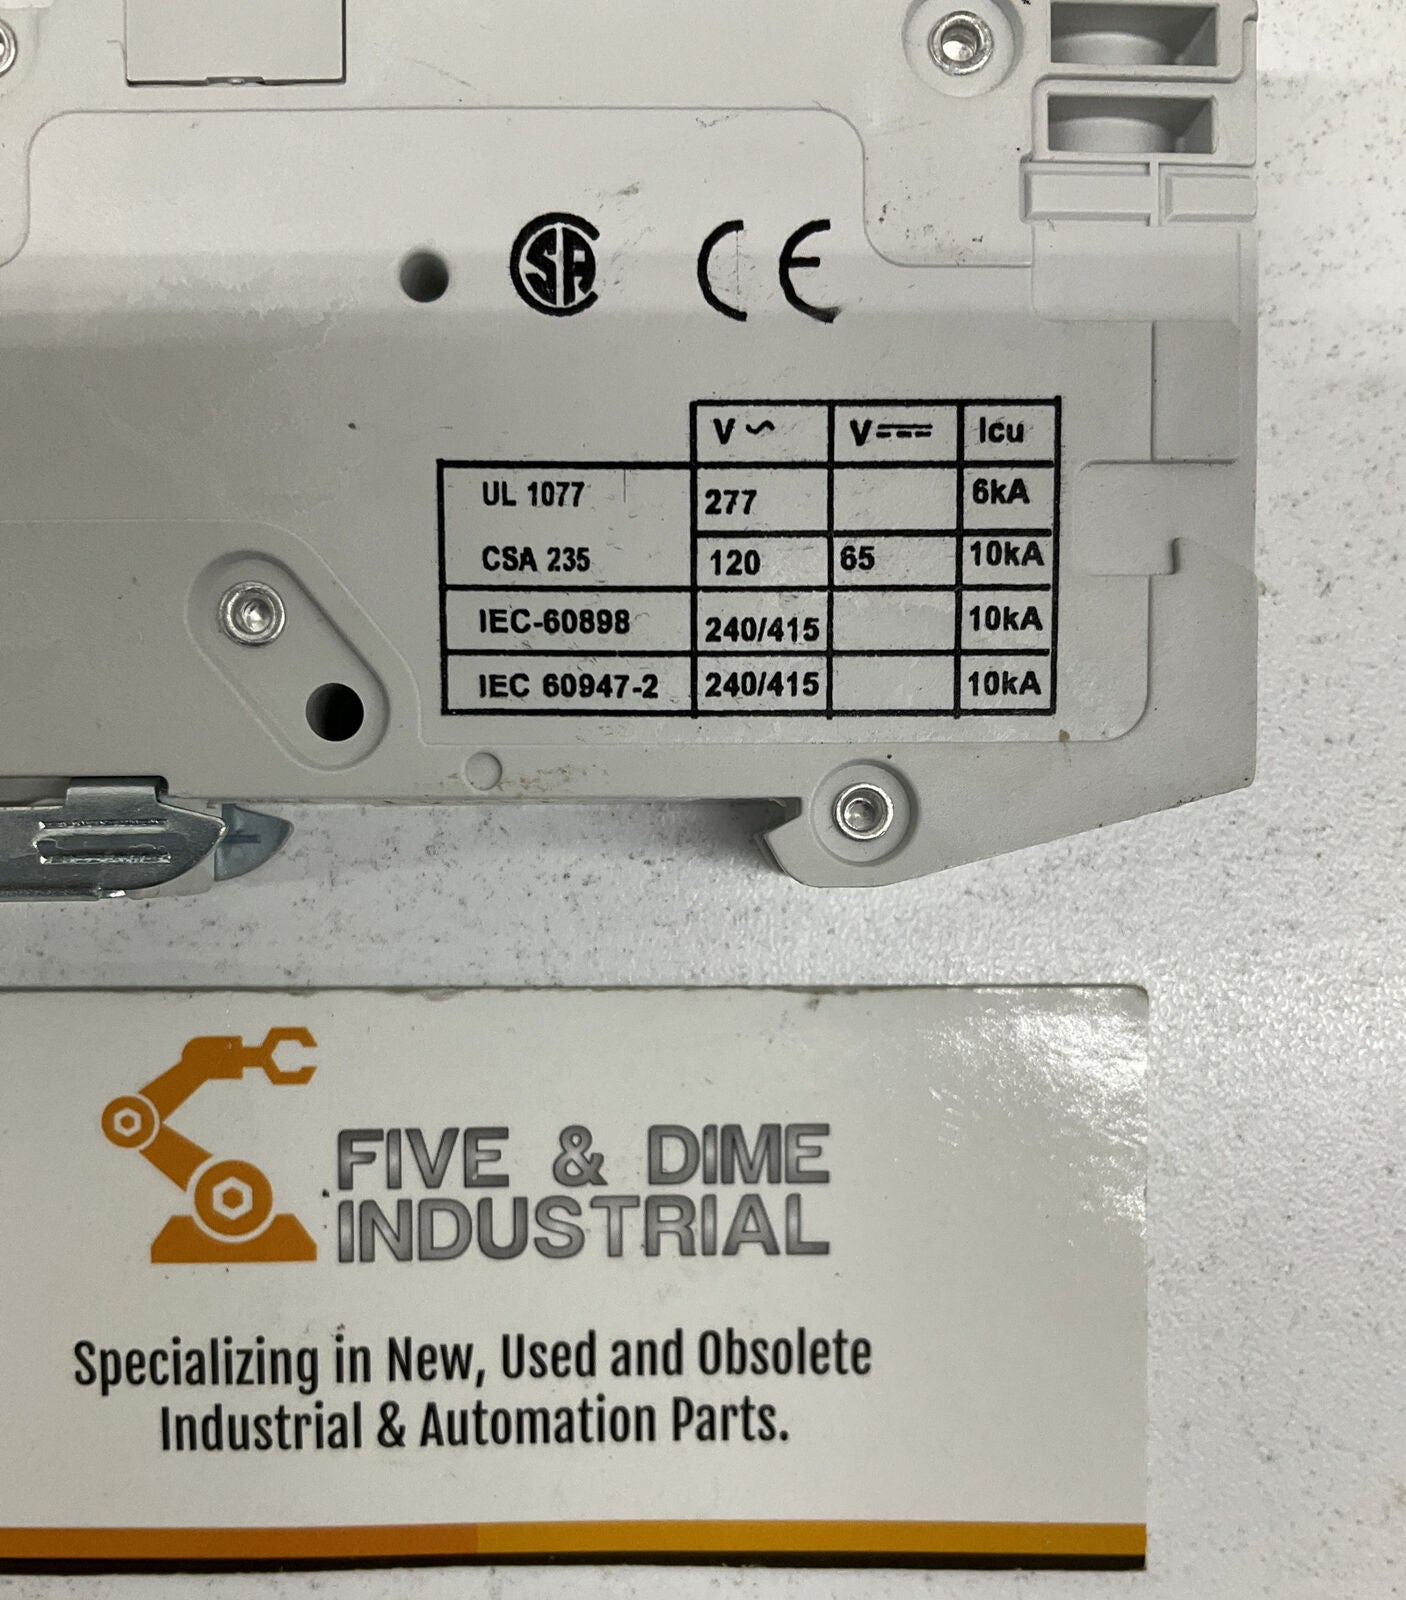 CSA CE
V ~ V⎓ Icu
UL 1077 277 6kA
CSA 235 120 65 10kA
IEC-60898 240/415 10kA
IEC 60947-2 240/415 10kA
FIVE & DIME
INDUSTRIAL
Specializing in New, Used and Obsolete
Industrial & Automation Parts.